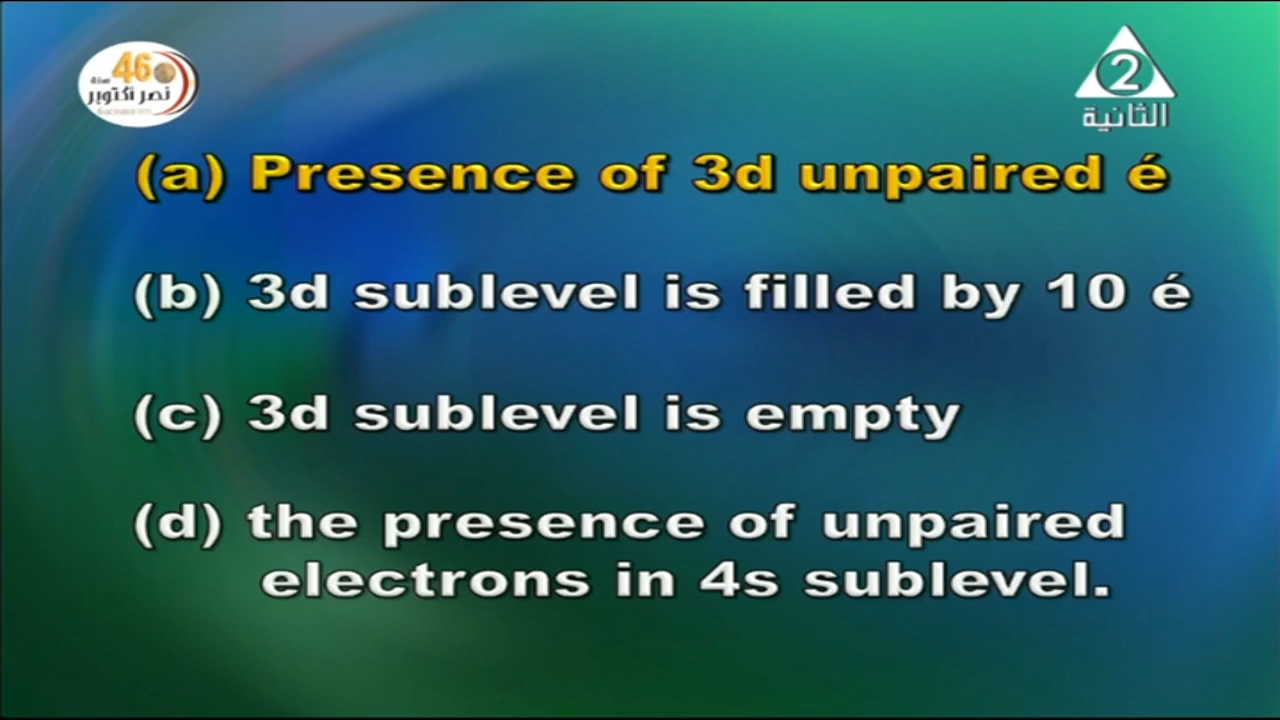 46
سنة
نصر أكتوبر
2
الثانية
(a) Presence of 3d unpaired é
(b) 3d sublevel is filled by 10 é
(c) 3d sublevel is empty
(d) the presence of unpaired
electrons in 4s sublevel.